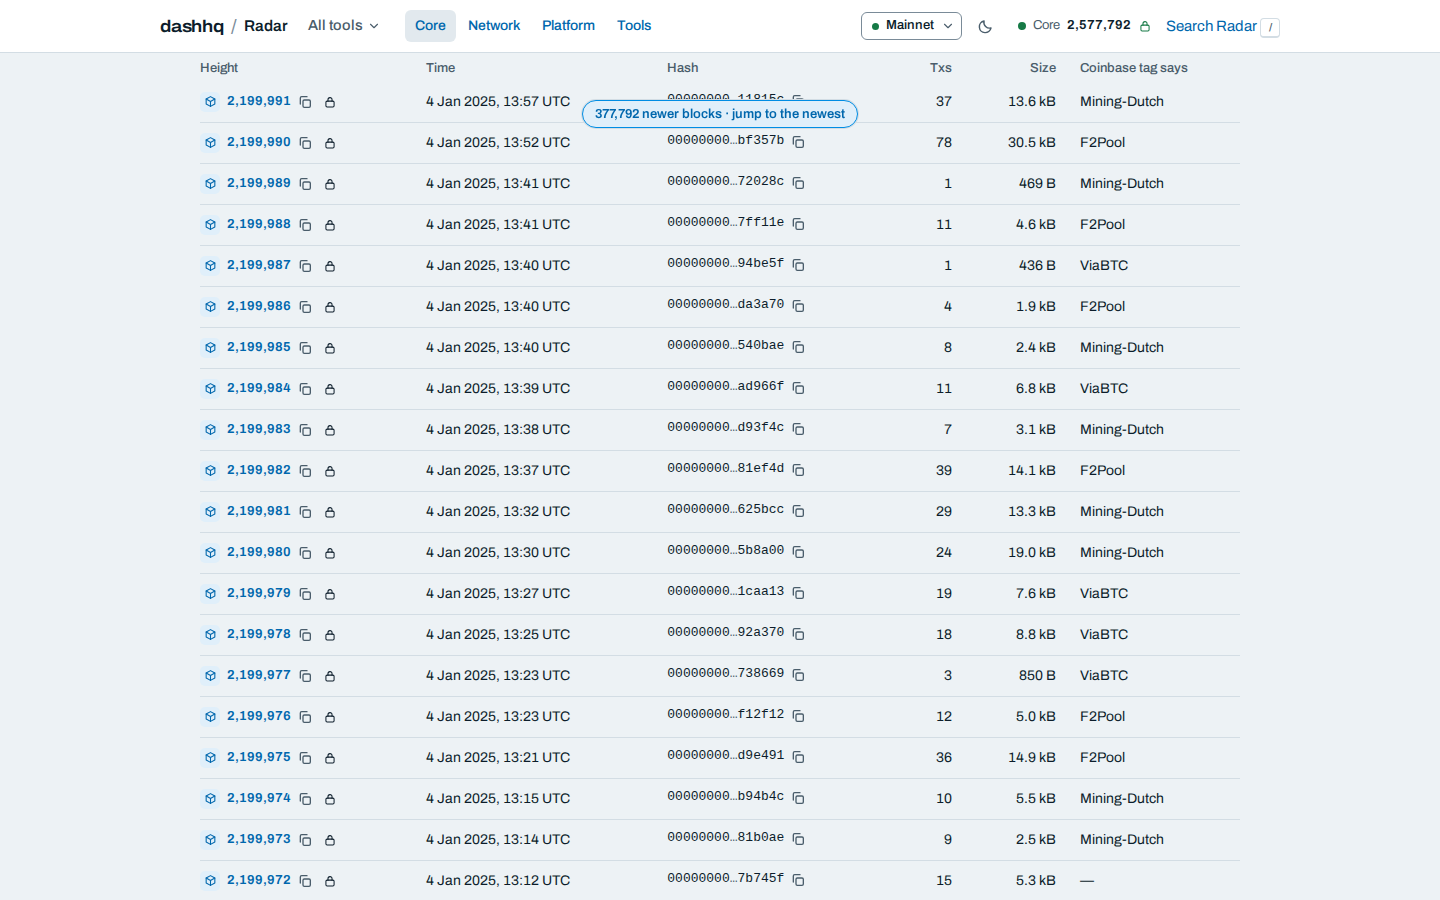 dashhq / Radar All tools Core Network Platform Tools Mainnet Core 2,577,792 Search Radar /
Height Time Hash Txs Size Coinbase tag says
2,199,991 4 Jan 2025, 13:57 UTC 37 13.6 kB Mining-Dutch
377,792 newer blocks · jump to the newest
2,199,990 4 Jan 2025, 13:52 UTC 00000000…bf357b 78 30.5 kB F2Pool
2,199,989 4 Jan 2025, 13:41 UTC 00000000…72028c 1 469 B Mining-Dutch
2,199,988 4 Jan 2025, 13:41 UTC 00000000…7ff11e 11 4.6 kB F2Pool
2,199,987 4 Jan 2025, 13:40 UTC 00000000…94be5f 1 436 B ViaBTC
2,199,986 4 Jan 2025, 13:40 UTC 00000000…da3a70 4 1.9 kB F2Pool
2,199,985 4 Jan 2025, 13:40 UTC 00000000…540bae 8 2.4 kB Mining-Dutch
2,199,984 4 Jan 2025, 13:39 UTC 00000000…ad966f 11 6.8 kB ViaBTC
2,199,983 4 Jan 2025, 13:38 UTC 00000000…d93f4c 7 3.1 kB Mining-Dutch
2,199,982 4 Jan 2025, 13:37 UTC 00000000…81ef4d 39 14.1 kB F2Pool
2,199,981 4 Jan 2025, 13:32 UTC 00000000…625bcc 29 13.3 kB Mining-Dutch
2,199,980 4 Jan 2025, 13:30 UTC 00000000…5b8a00 24 19.0 kB Mining-Dutch
2,199,979 4 Jan 2025, 13:27 UTC 00000000…1caa13 19 7.6 kB ViaBTC
2,199,978 4 Jan 2025, 13:25 UTC 00000000…92a370 18 8.8 kB ViaBTC
2,199,977 4 Jan 2025, 13:23 UTC 00000000…738669 3 850 B ViaBTC
2,199,976 4 Jan 2025, 13:23 UTC 00000000…f12f12 12 5.0 kB F2Pool
2,199,975 4 Jan 2025, 13:21 UTC 00000000…d9e491 36 14.9 kB F2Pool
2,199,974 4 Jan 2025, 13:15 UTC 00000000…b94b4c 10 5.5 kB Mining-Dutch
2,199,973 4 Jan 2025, 13:14 UTC 00000000…81b0ae 9 2.5 kB Mining-Dutch
2,199,972 4 Jan 2025, 13:12 UTC 00000000…7b745f 15 5.3 kB —